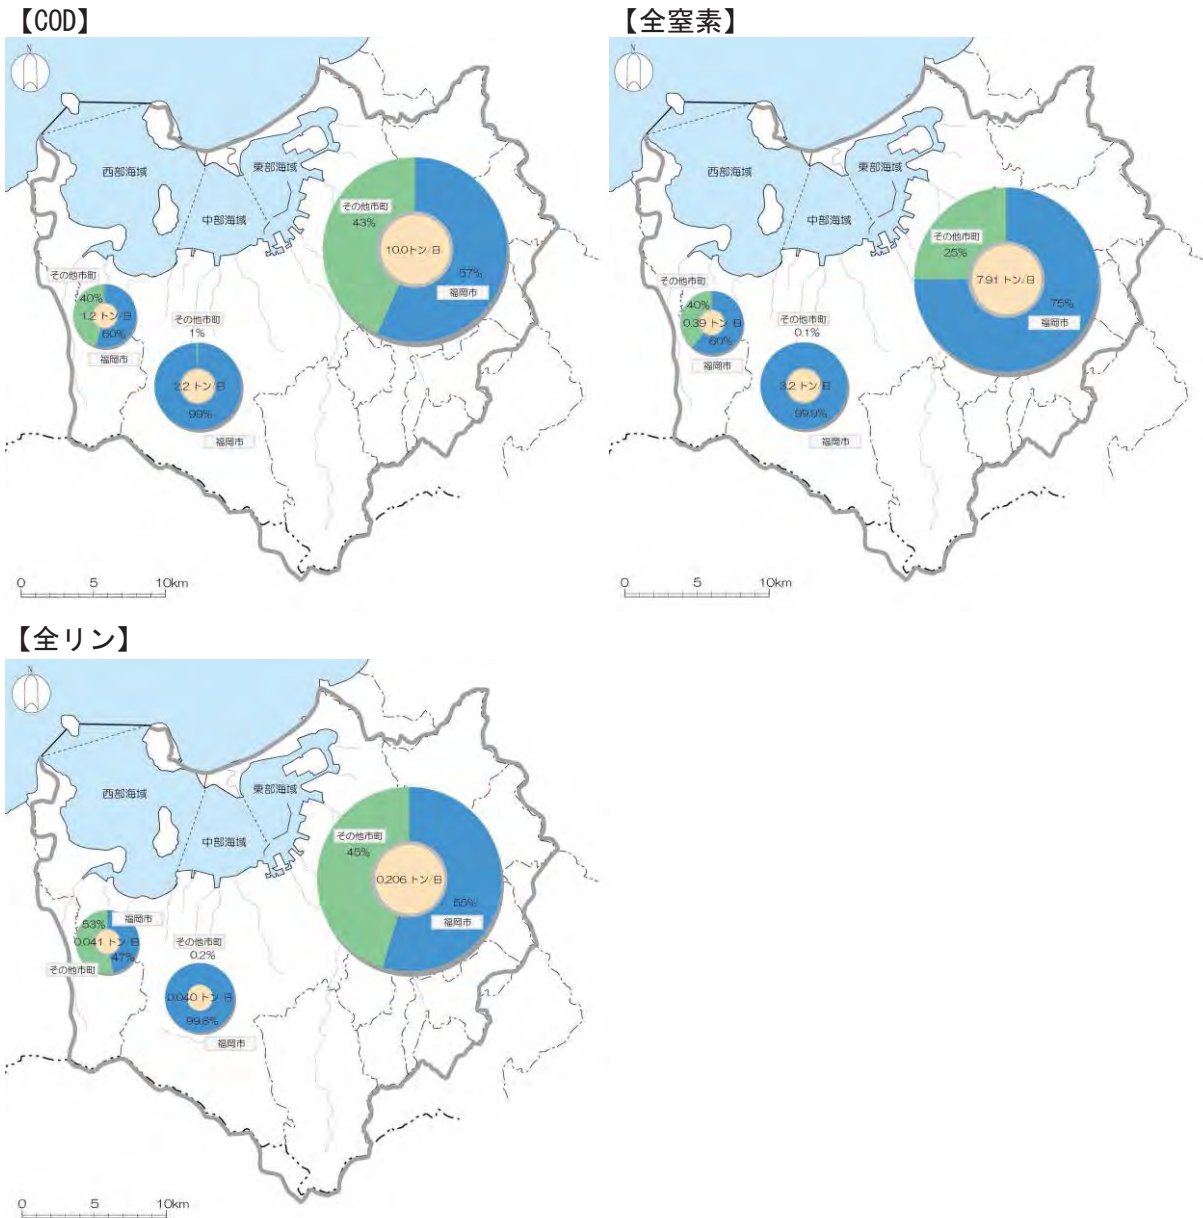 【COD】
N
西部海域
東部海域
中部海域
その他市町
43%
10.0トン/日
57%
福岡市
その他市町
40%
1.2 トン/日
60%
福岡市
その他市町
1%
2.2 トン/日
99%
福岡市
0 5 10km
【全窒素】
N
西部海域
東部海域
中部海域
その他市町
25%
7.91 トン/日
75%
福岡市
その他市町
40%
0.39 トン/日
60%
福岡市
その他市町
0.1%
3.2 トン/日
99.9%
福岡市
0 5 10km
【全リン】
N
西部海域
東部海域
中部海域
その他市町
45%
0.206 トン/日
55%
福岡市
福岡市
53%
0.041 トン/日
47%
その他市町
その他市町
0.2%
0.040 トン/日
99.8%
福岡市
0 5 10km